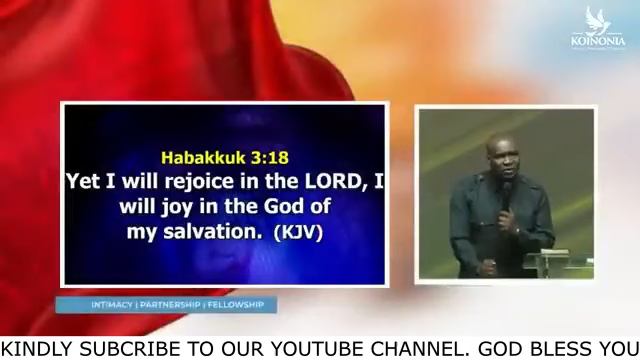 KOINONIA
Habakkuk 3:18
Yet I will rejoice in the LORD, I
will joy in the God of
my salvation. (KJV)
INTIMACY | PARTNERSHIP | FELLOWSHIP
KINDLY SUBCRIBE TO OUR YOUTUBE CHANNEL. GOD BLESS YOU